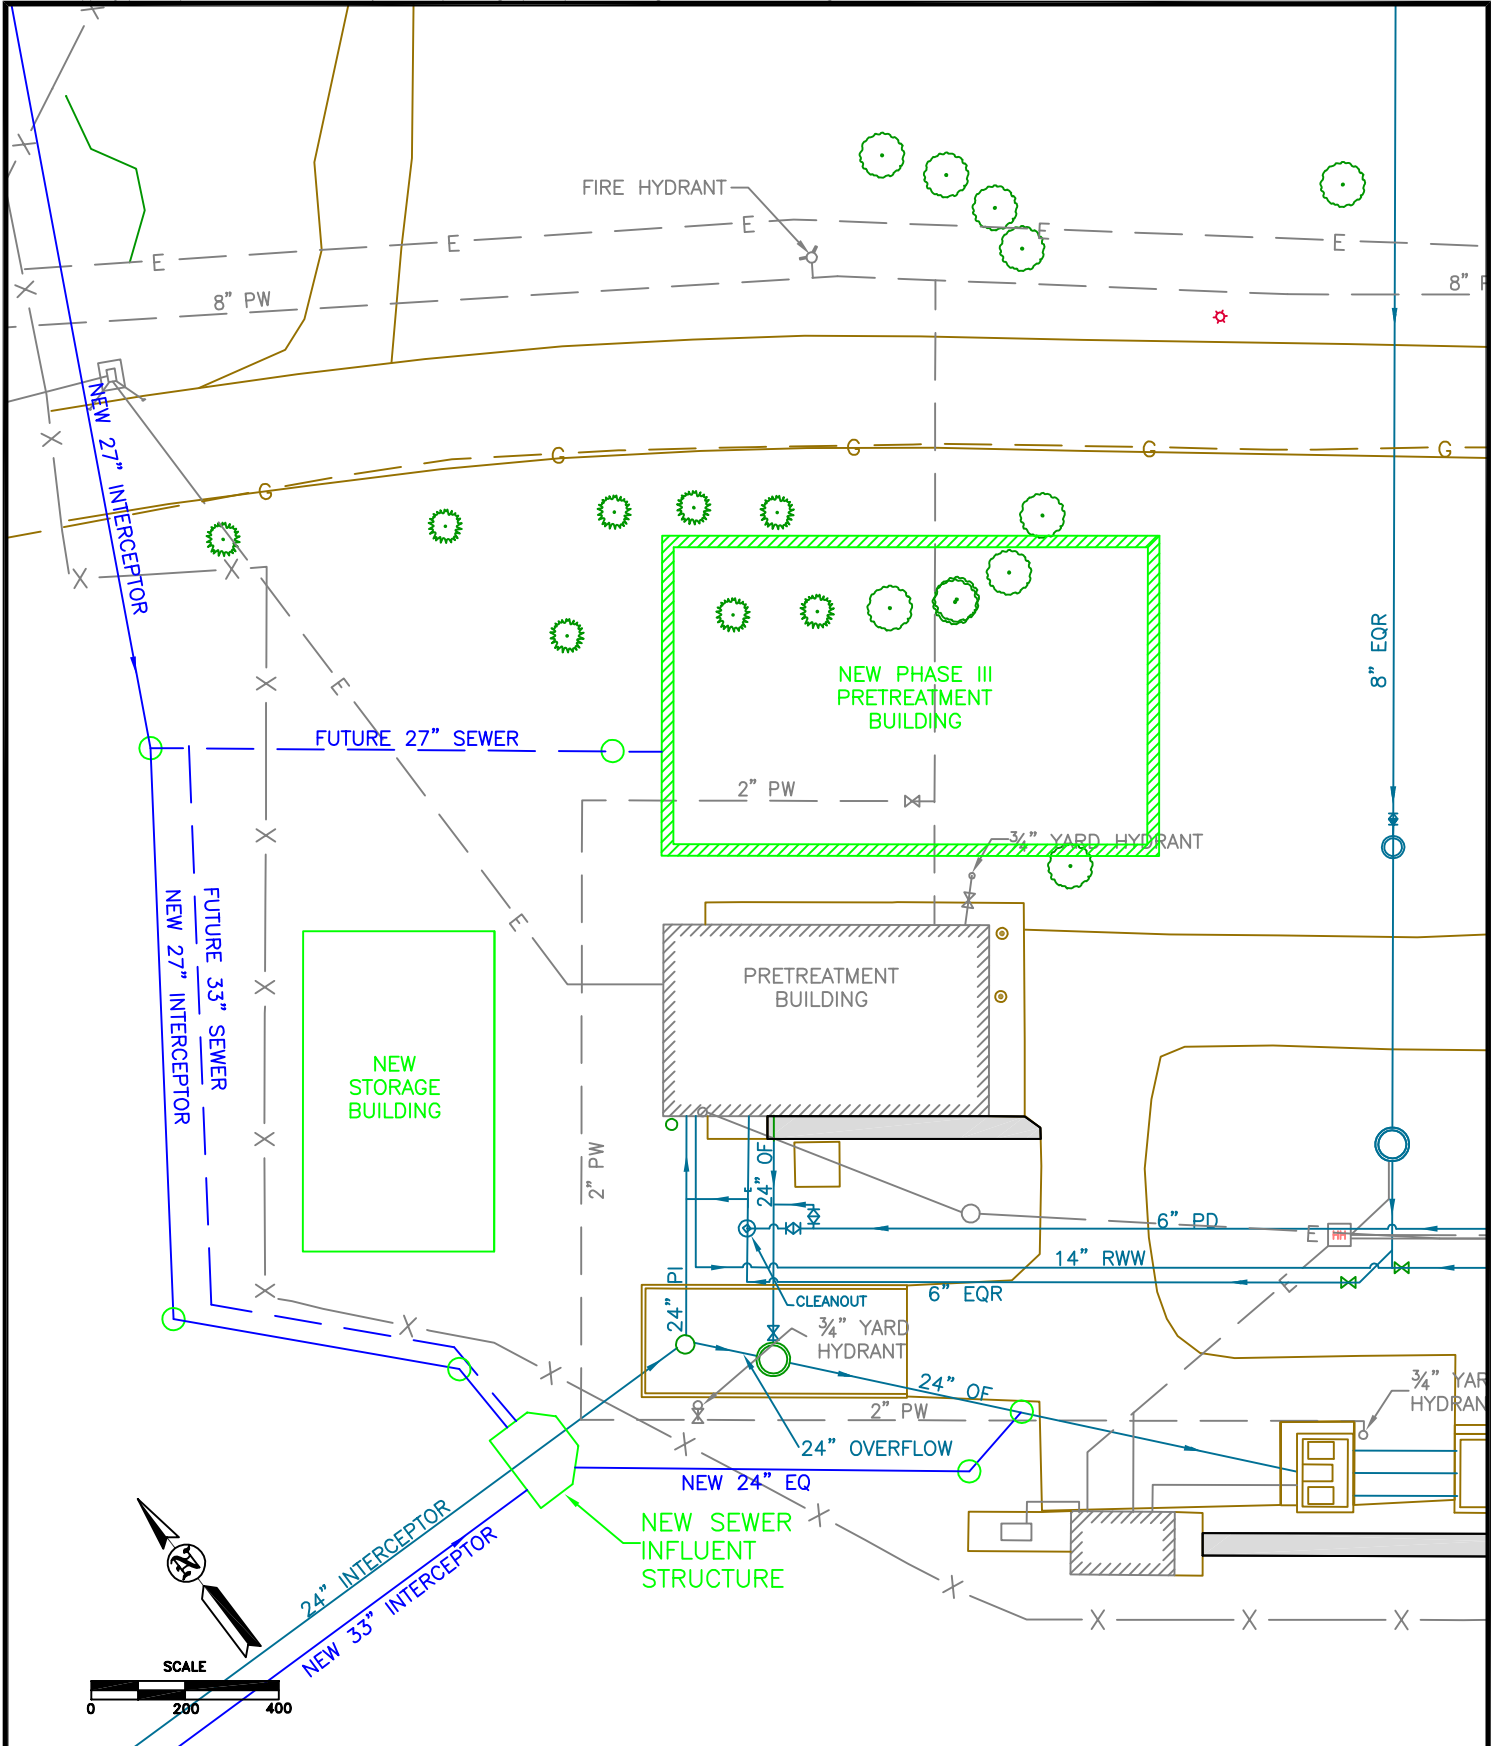 X
FIRE HYDRANT
X
E
E
E
E
E
8" PW
8" P
X
NEW 27" INTERCEPTOR
X
G
G
G
G
G
X
X
8" EQR
NEW PHASE III
PRETREATMENT
BUILDING
E
X
FUTURE 27" SEWER
2" PW
X
3/4" YARD HYDRANT
E
FUTURE 33" SEWER
NEW 27" INTERCEPTOR
PRETREATMENT
BUILDING
X
NEW
STORAGE
BUILDING
X
2" PW
24" OF
6" PD
E
14" RWW
6" EQR
E
24" PI
CLEANOUT
3/4" YARD
HYDRANT
X
X
X
24" OF
2" PW
3/4" YAR
HYDRAN
24" OVERFLOW
X
NEW 24" EQ
X
NEW SEWER
INFLUENT
STRUCTURE
24" INTERCEPTOR
NEW 33" INTERCEPTOR
N
X
X
X
X
SCALE
0 200 400